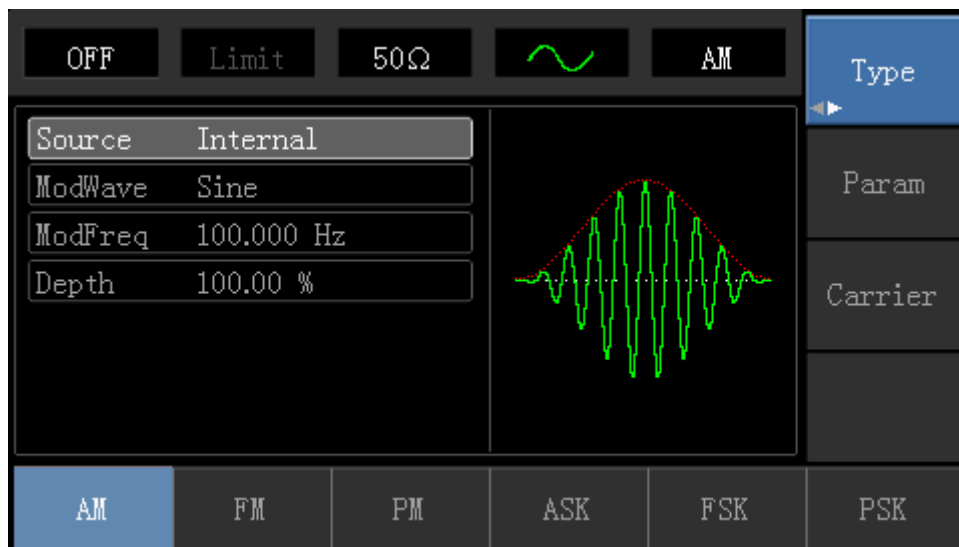 OFF Limit 50Ω AM Type
Source Internal
ModWave Sine
ModFreq 100.000 Hz
Depth 100.00 %
Param
Carrier
AM FM PM ASK FSK PSK